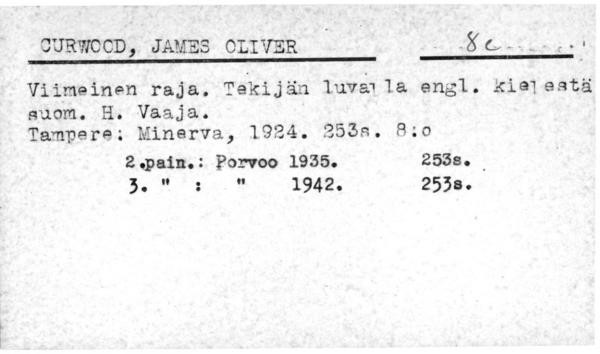 CURWOOD, JAMES OLIVER 8c
Viimeinen raja. Tekijän luvalla engl. kielestä
suom. H. Vaaja.
Tampere: Minerva, 1924. 253s. 8:o
2.pain.: Porvoo 1935. 253s.
3. " : " 1942. 253s.